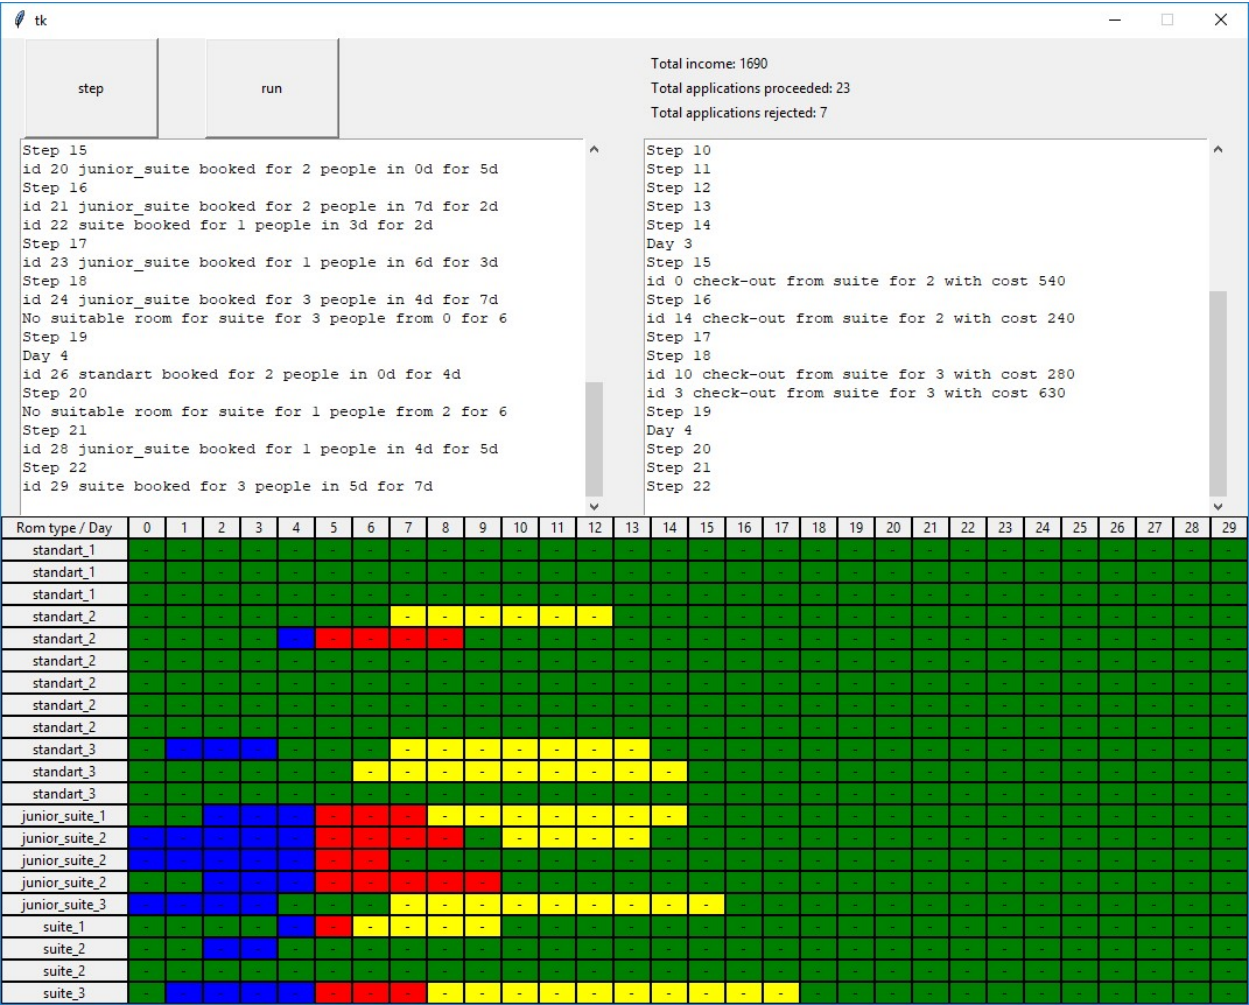 tk
step
run
Total income: 1690
Total applications proceeded: 23
Total applications rejected: 7
Step 15
id 20 junior_suite booked for 2 people in 0d for 5d
Step 16
id 21 junior_suite booked for 2 people in 7d for 2d
id 22 suite booked for 1 people in 3d for 2d
Step 17
id 23 junior_suite booked for 1 people in 6d for 3d
Step 18
id 24 junior_suite booked for 3 people in 4d for 7d
No suitable room for suite for 3 people from 0 for 6
Step 19
Day 4
id 26 standart booked for 2 people in 0d for 4d
Step 20
No suitable room for suite for 1 people from 2 for 6
Step 21
id 28 junior_suite booked for 1 people in 4d for 5d
Step 22
id 29 suite booked for 3 people in 5d for 7d
Step 10
Step 11
Step 12
Step 13
Step 14
Day 3
Step 15
id 0 check-out from suite for 2 with cost 540
Step 16
id 14 check-out from suite for 2 with cost 240
Step 17
Step 18
id 10 check-out from suite for 3 with cost 280
id 3 check-out from suite for 3 with cost 630
Step 19
Day 4
Step 20
Step 21
Step 22
Rom type / Day 0 1 2 3 4 5 6 7 8 9 10 11 12 13 14 15 16 17 18 19 20 21 22 23 24 25 26 27 28 29
standart_1
standart_1
standart_1
standart_2
standart_2
standart_2
standart_2
standart_2
standart_2
standart_3
standart_3
standart_3
junior_suite_1
junior_suite_2
junior_suite_2
junior_suite_2
junior_suite_3
suite_1
suite_2
suite_2
suite_3